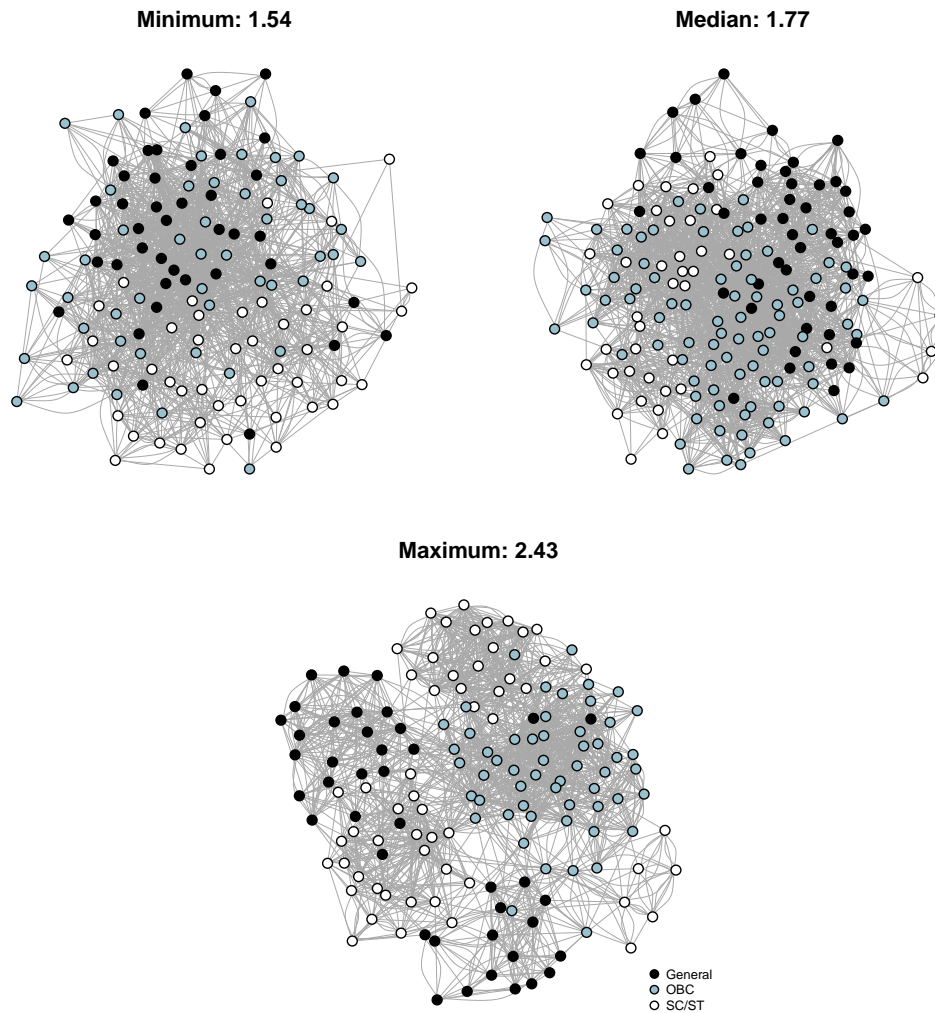 Minimum: 1.54
Median: 1.77
Maximum: 2.43
General
OBC
SC/ST